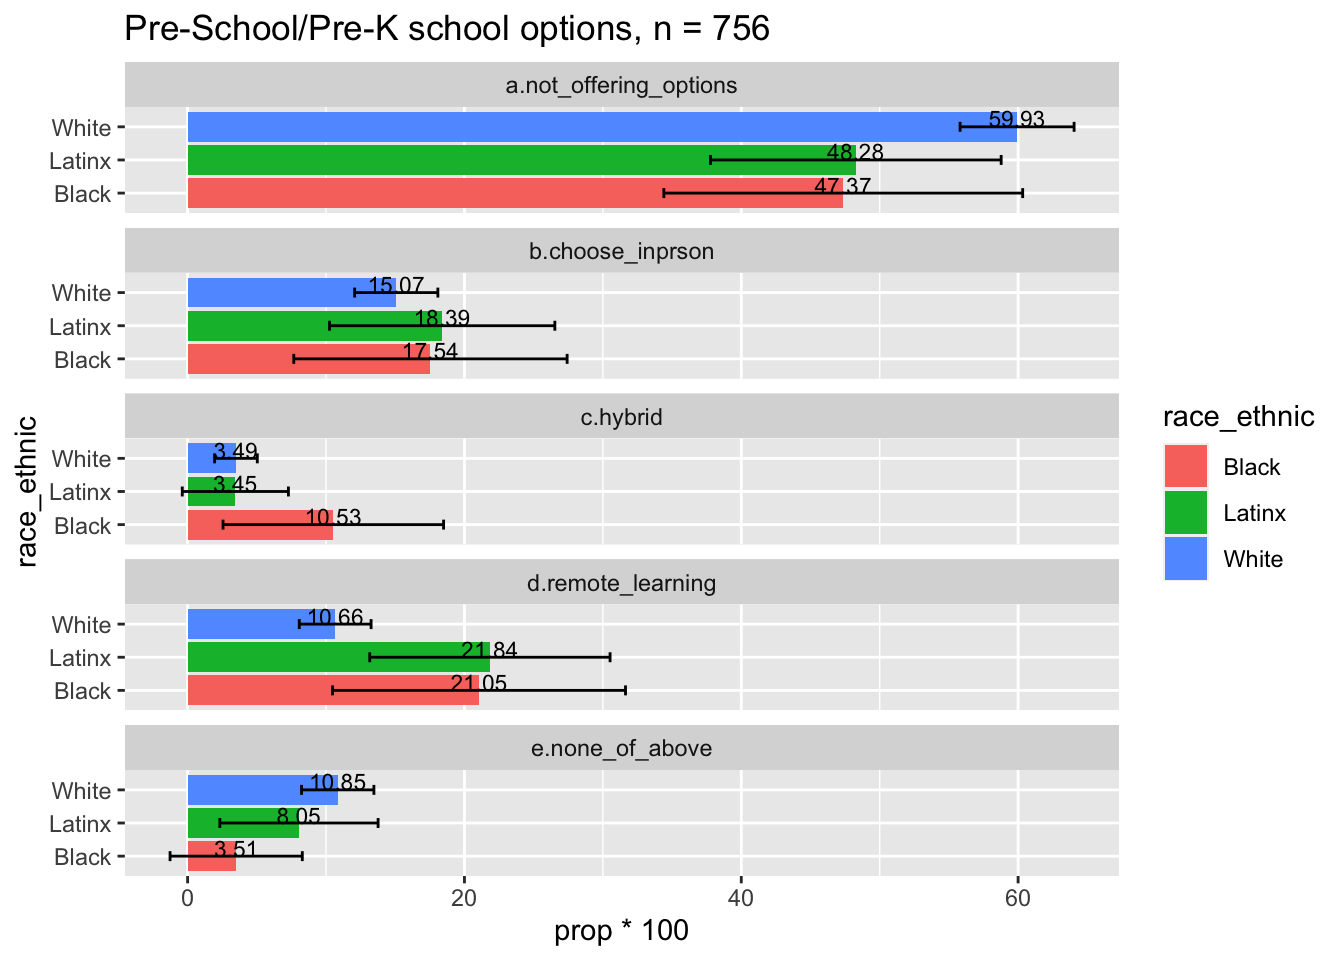 Pre-School/Pre-K school options, n = 756
a.not_offering_options
White
59.93
Latinx
48.28
Black
47.37
b.choose_inprson
White
15.07
Latinx
18.39
Black
17.54
c.hybrid
White
3.49
Latinx
3.45
Black
10.53
d.remote_learning
White
10.66
Latinx
21.84
Black
21.05
e.none_of_above
White
10.85
Latinx
8.05
Black
3.51
0 20 40 60
prop * 100
race_ethnic
race_ethnic
Black
Latinx
White